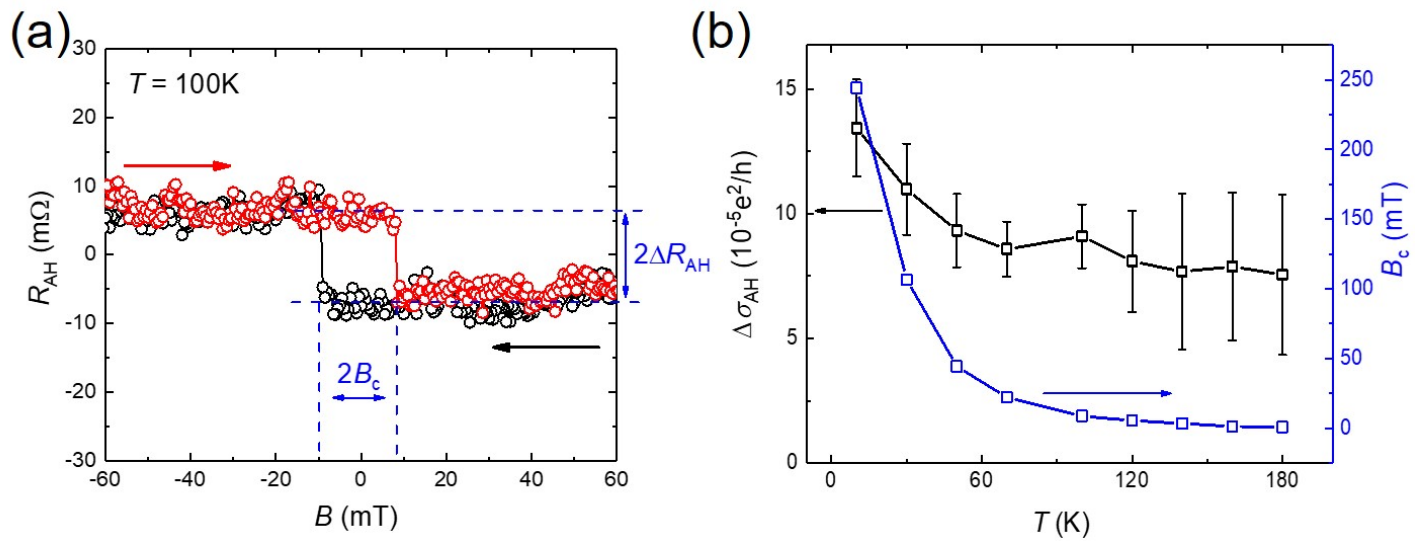 (a)
30
20
10
0
-10
-20
-30
R_AH (mΩ)
T = 100K
2ΔR_AH
2B_c
-60 -40 -20 0 20 40 60
B (mT)
(b)
15
10
5
0
Δσ_AH (10⁻⁵e²/h)
250
200
150
100
50
0
B_c (mT)
0 60 120 180
T (K)